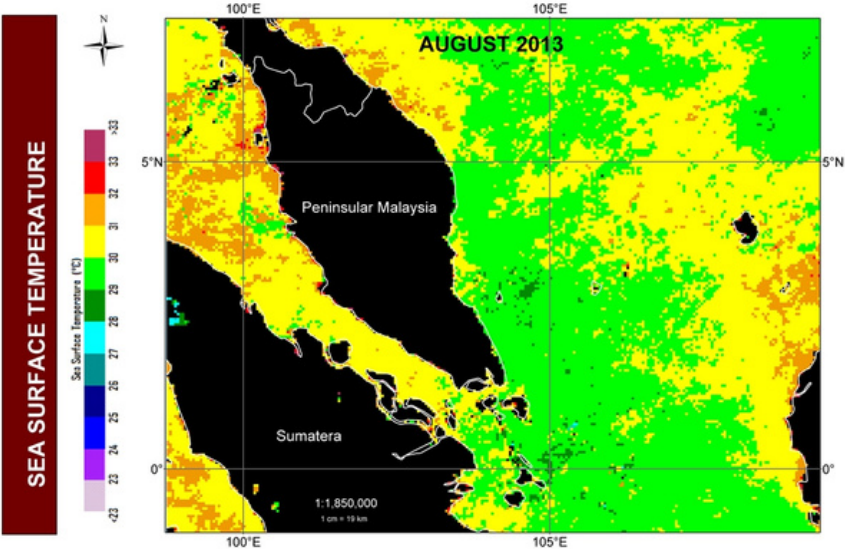 SEA SURFACE TEMPERATURE
N
Sea Surface Temperature (°C)
>33
33
32
31
30
29
28
27
26
25
24
23
<23
100°E
105°E
AUGUST 2013
5°N
5°N
Peninsular Malaysia
Sumatera
0°
0°
1:1,850,000
1 cm = 19 km
100°E
105°E